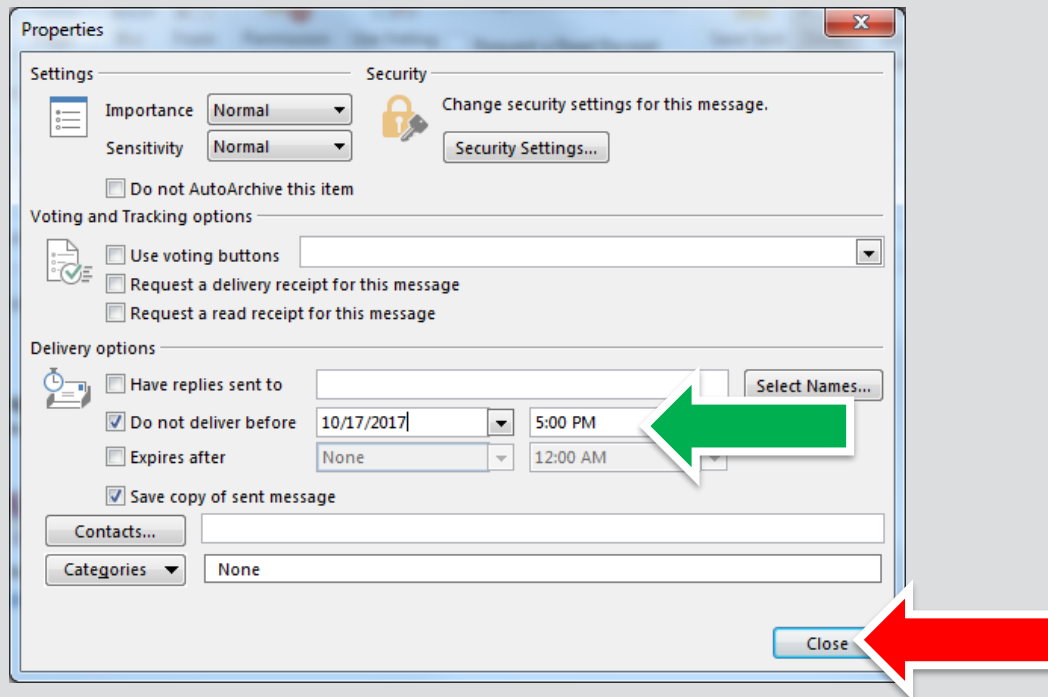 Properties
Settings
Security
Importance Normal
Change security settings for this message.
Sensitivity Normal
Security Settings...
Do not AutoArchive this item
Voting and Tracking options
Use voting buttons
Request a delivery receipt for this message
Request a read receipt for this message
Delivery options
Have replies sent to
Select Names...
Do not deliver before 10/17/2017 5:00 PM
Expires after None 12:00 AM
Save copy of sent message
Contacts...
Categories None
Close